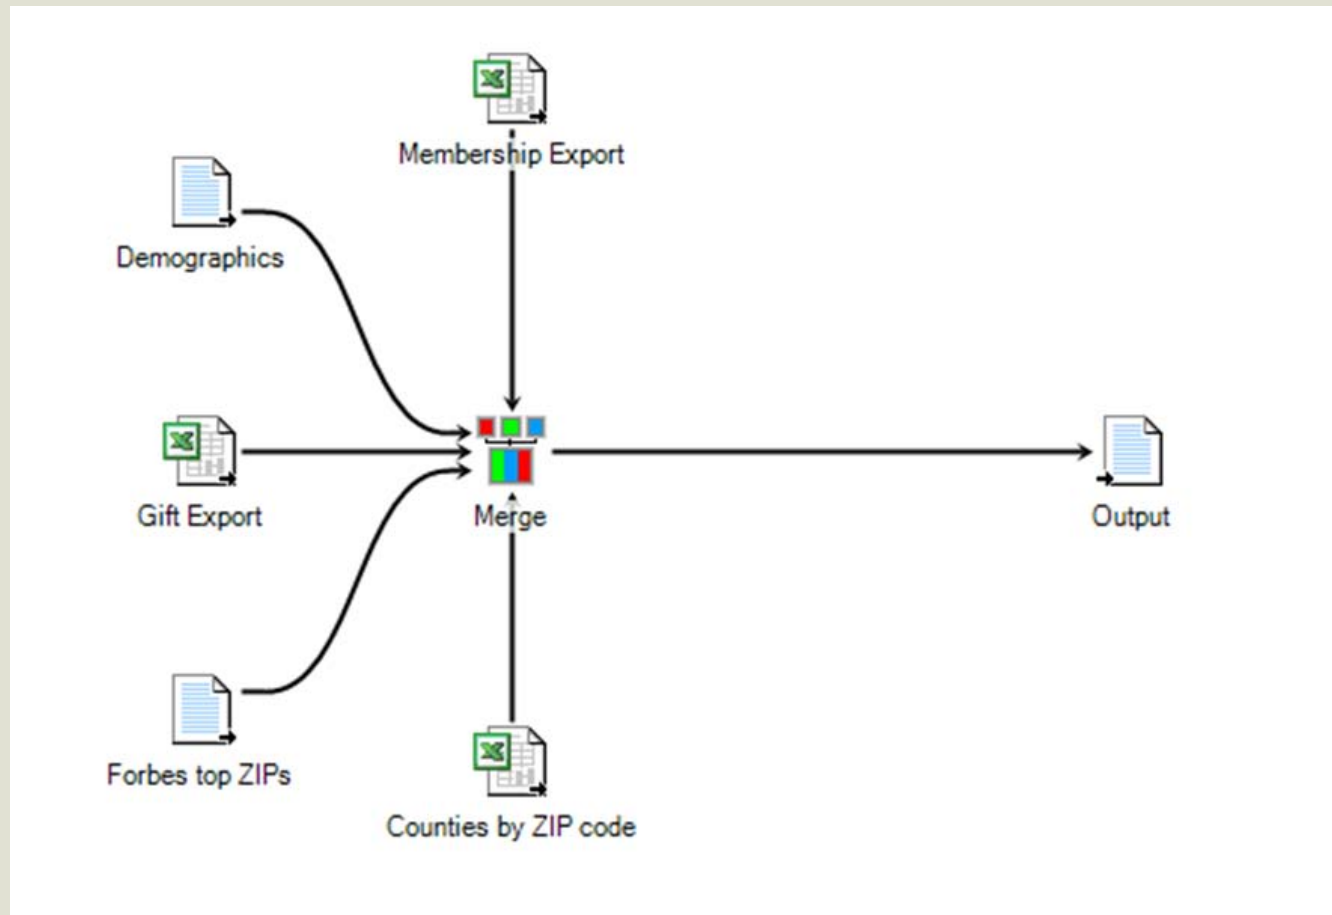 Membership Export
Demographics
Gift Export
Merge
Output
Forbes top ZIPs
Counties by ZIP code